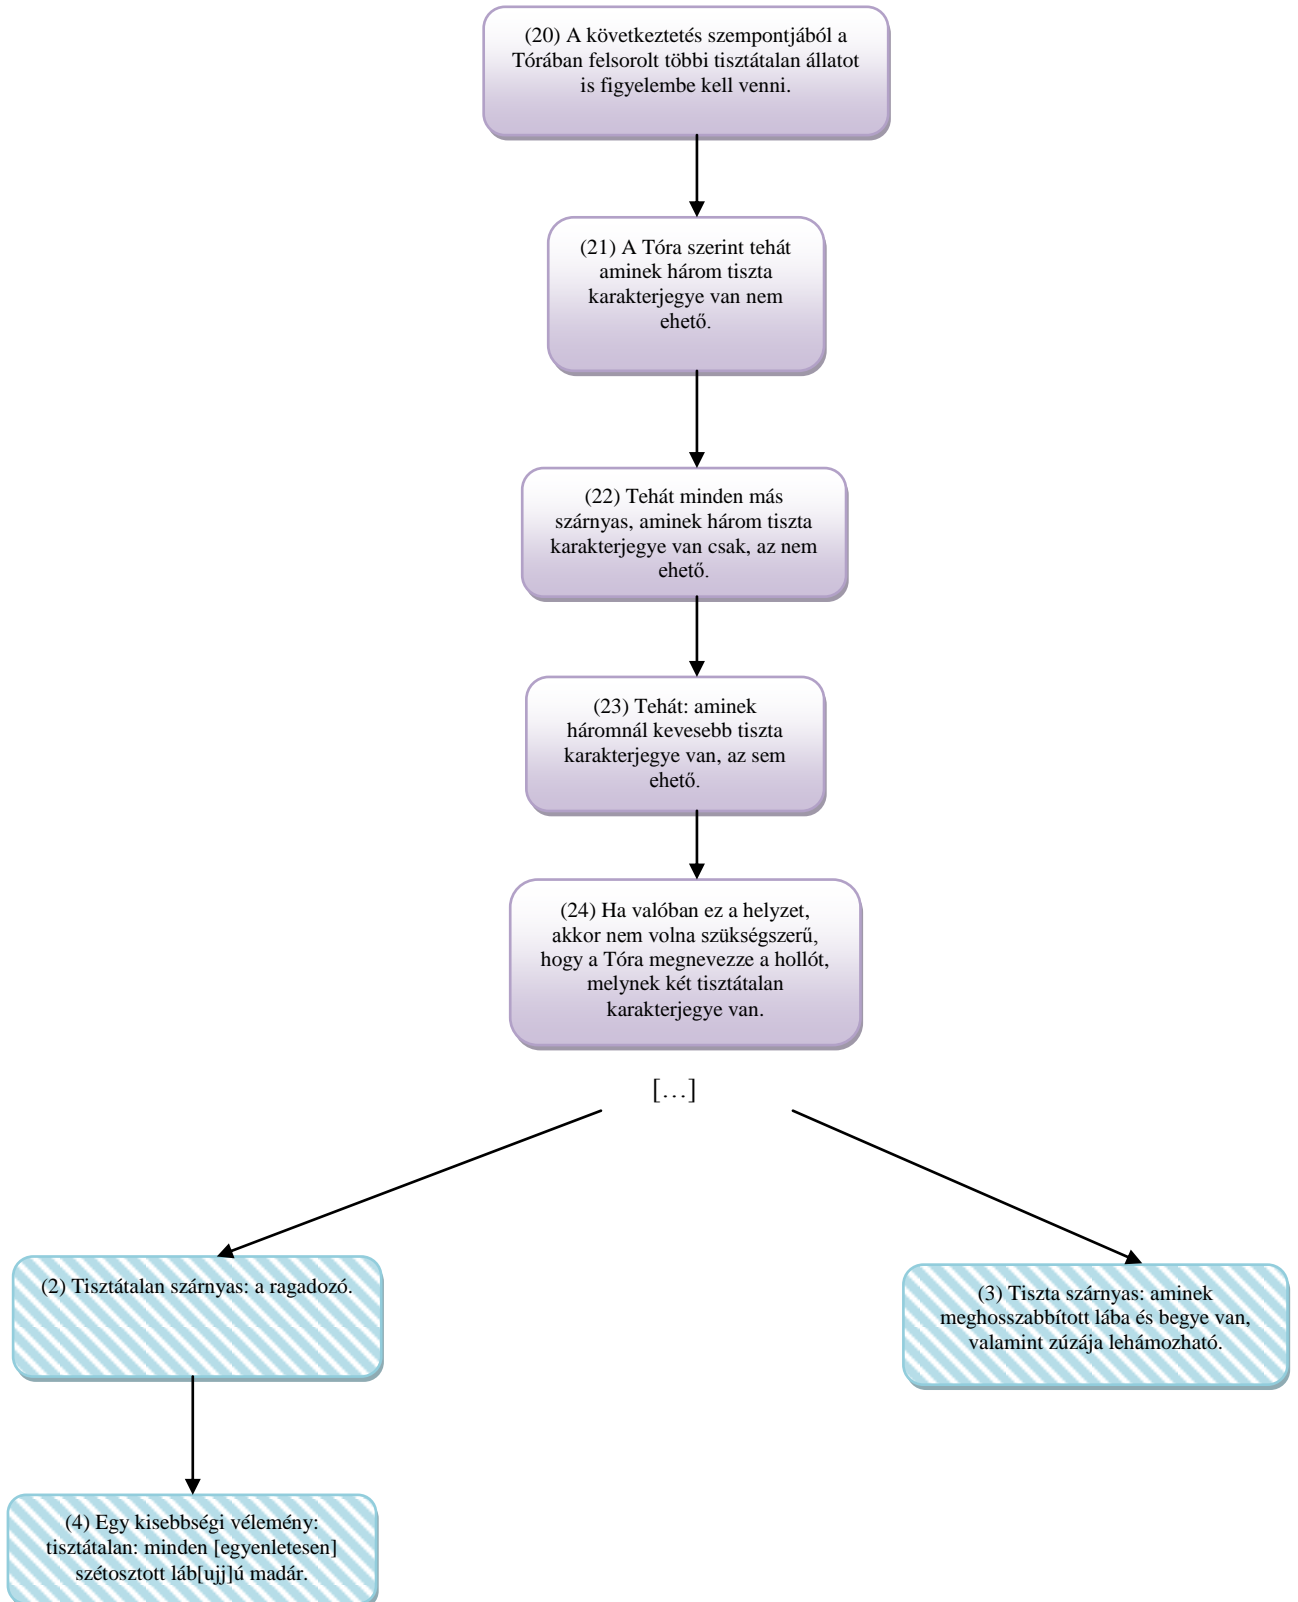 (20) A következtetés szempontjából a
Tórában felsorolt többi tisztátalan állatot
is figyelembe kell venni.
(21) A Tóra szerint tehát
aminek három tiszta
karakterjegye van nem
ehető.
(22) Tehát minden más
szárnyas, aminek három tiszta
karakterjegye van csak, az nem
ehető.
(23) Tehát: aminek
háromnál kevesebb tiszta
karakterjegye van, az sem
ehető.
(24) Ha valóban ez a helyzet,
akkor nem volna szükségszerű,
hogy a Tóra megnevezze a hollót,
melynek két tisztátalan
karakterjegye van.
[…]
(2) Tisztátalan szárnyas: a ragadozó.
(3) Tiszta szárnyas: aminek
meghosszabbított lába és begye van,
valamint zúzája lehámozható.
(4) Egy kisebbségi vélemény:
tisztátalan: minden [egyenletesen]
szétosztott láb[ujj]ú madár.